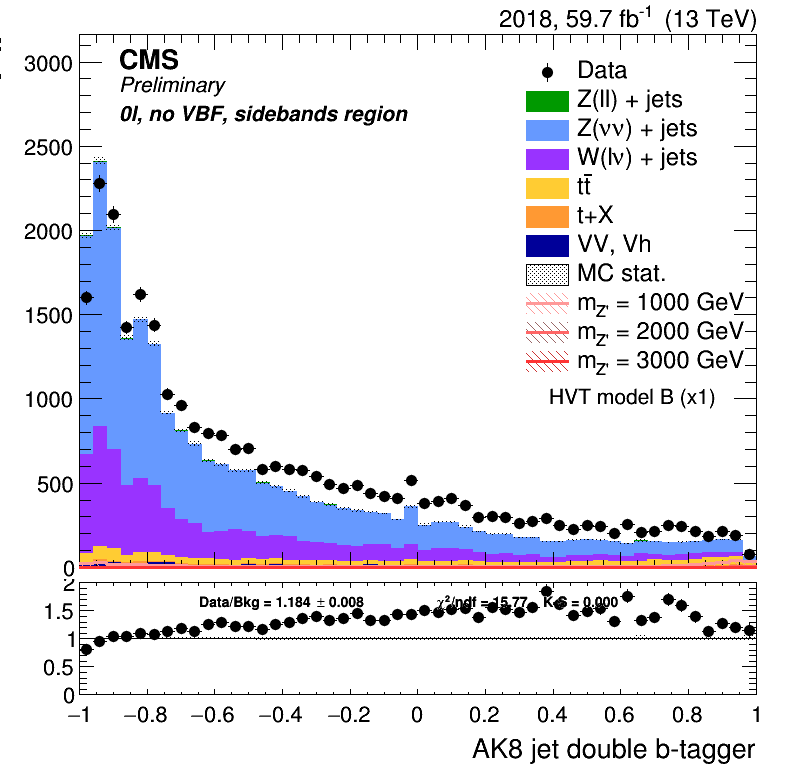 2018, 59.7 fb⁻¹ (13 TeV)
CMS
Preliminary
0l, no VBF, sidebands region
Data
Z(ll) + jets
Z(νν) + jets
W(lν) + jets
tt̄
t+X
VV, Vh
MC stat.
m_Z' = 1000 GeV
m_Z' = 2000 GeV
m_Z' = 3000 GeV
HVT model B (x1)
3000
2500
2000
1500
1000
500
0
Data/Bkg = 1.184 ± 0.008 χ²/ndf = 15.77 K-S = 0.000
2
1.5
1
0.5
0
−1 −0.8 −0.6 −0.4 −0.2 0 0.2 0.4 0.6 0.8 1
AK8 jet double b-tagger